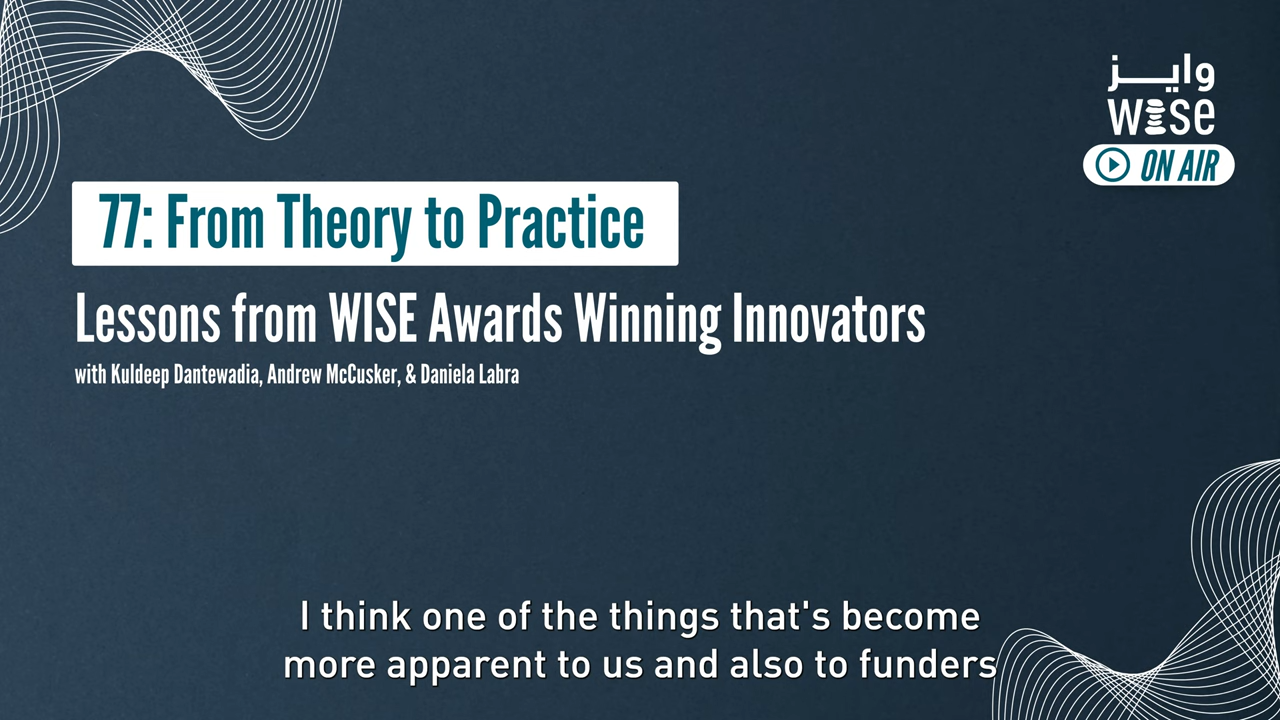 وايز
wise
ON AIR
77: From Theory to Practice
Lessons from WISE Awards Winning Innovators
with Kuldeep Dantewadia, Andrew McCusker, & Daniela Labra
I think one of the things that's become
more apparent to us and also to funders